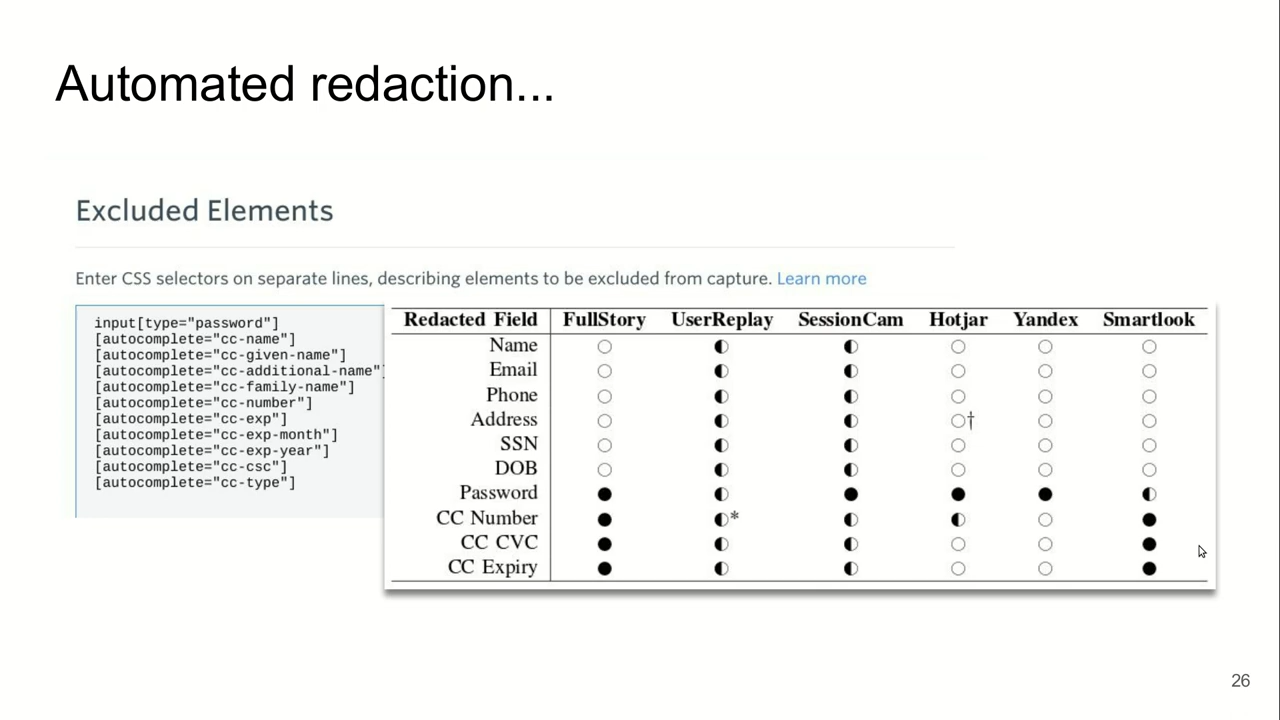 Automated redaction...
Excluded Elements
Enter CSS selectors on separate lines, describing elements to be excluded from capture. Learn more
input[type="password"]
[autocomplete="cc-name"]
[autocomplete="cc-given-name"]
[autocomplete="cc-additional-name"]
[autocomplete="cc-family-name"]
[autocomplete="cc-number"]
[autocomplete="cc-exp"]
[autocomplete="cc-exp-month"]
[autocomplete="cc-exp-year"]
[autocomplete="cc-csc"]
[autocomplete="cc-type"]
Redacted Field FullStory UserReplay SessionCam Hotjar Yandex Smartlook
Name ○ ◐ ◐ ○ ○ ○
Email ○ ◐ ◐ ○ ○ ○
Phone ○ ◐ ◐ ○ ○ ○
Address ○ ◐ ◐ ○† ○ ○
SSN ○ ◐ ◐ ○ ○ ○
DOB ○ ◐ ◐ ○ ○ ○
Password ● ◐ ● ● ● ◐
CC Number ● ◐* ◐ ◐ ○ ●
CC CVC ● ◐ ◐ ○ ○ ●
CC Expiry ● ◐ ◐ ○ ○ ●
26